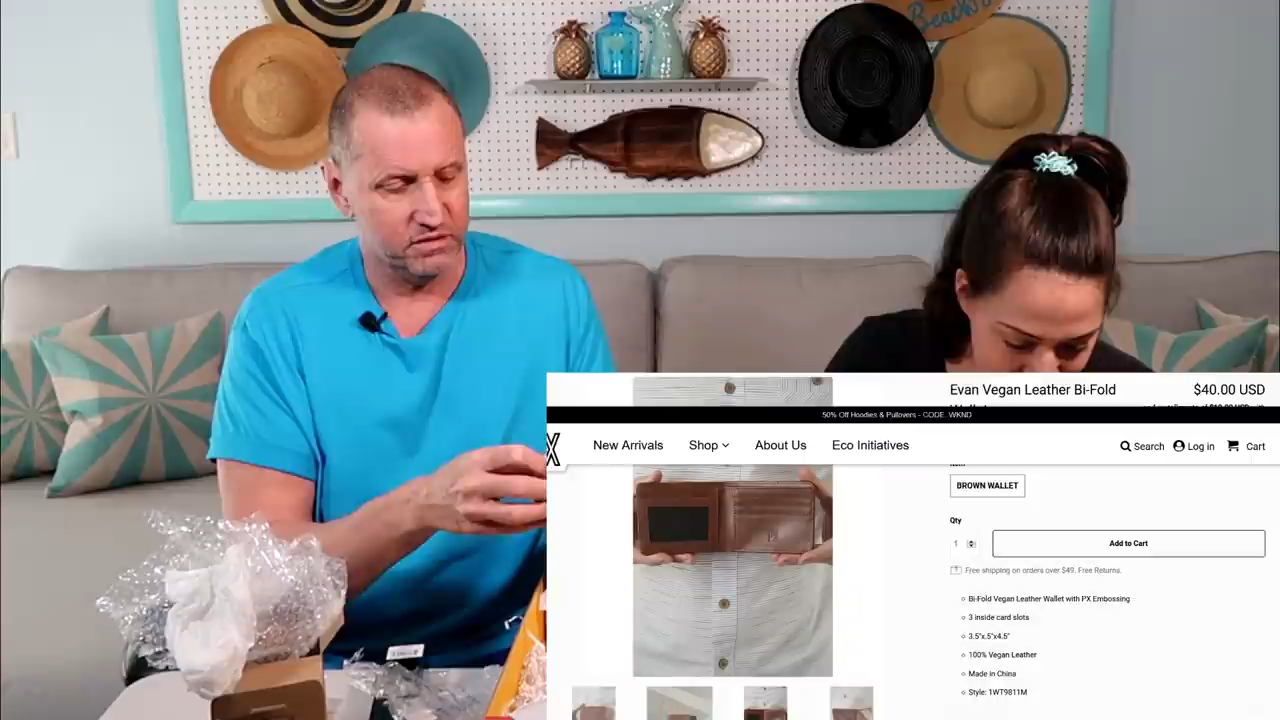 Beach
Evan Vegan Leather Bi-Fold
$40.00 USD
50% Off Hoodies & Pullovers - CODE: WKND
X
New Arrivals
Shop
About Us
Eco Initiatives
Search
Log in
Cart
BROWN WALLET
Qty
1
Add to Cart
Free shipping on orders over $49. Free Returns.
Bi-Fold Vegan Leather Wallet with PX Embossing
3 inside card slots
3.5"x.5"x4.5"
100% Vegan Leather
Made in China
Style: 1WT9811M